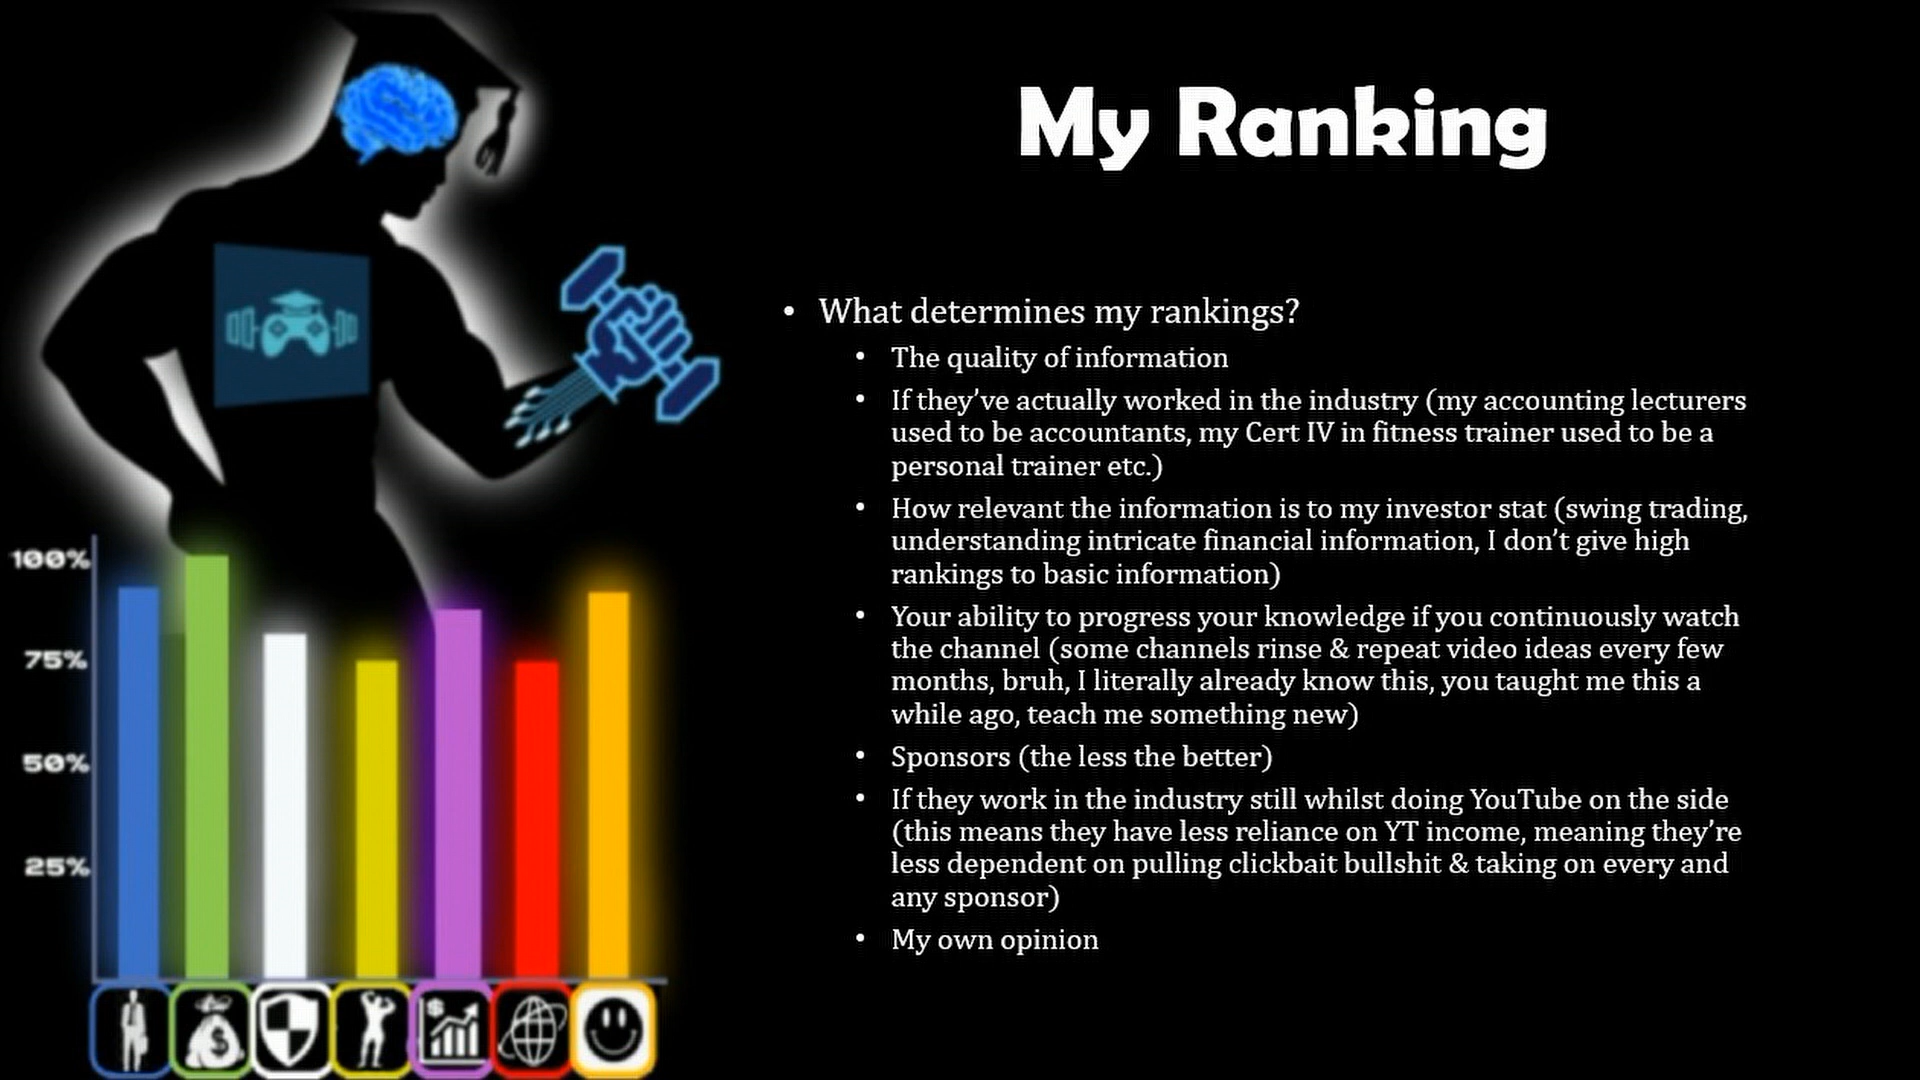 My Ranking
• What determines my rankings?
• The quality of information
• If they’ve actually worked in the industry (my accounting lecturers
used to be accountants, my Cert IV in fitness trainer used to be a
personal trainer etc.)
• How relevant the information is to my investor stat (swing trading,
understanding intricate financial information, I don’t give high
rankings to basic information)
• Your ability to progress your knowledge if you continuously watch
the channel (some channels rinse & repeat video ideas every few
months, bruh, I literally already know this, you taught me this a
while ago, teach me something new)
• Sponsors (the less the better)
• If they work in the industry still whilst doing YouTube on the side
(this means they have less reliance on YT income, meaning they’re
less dependent on pulling clickbait bullshit & taking on every and
any sponsor)
• My own opinion
100%
75%
50%
25%
$
$